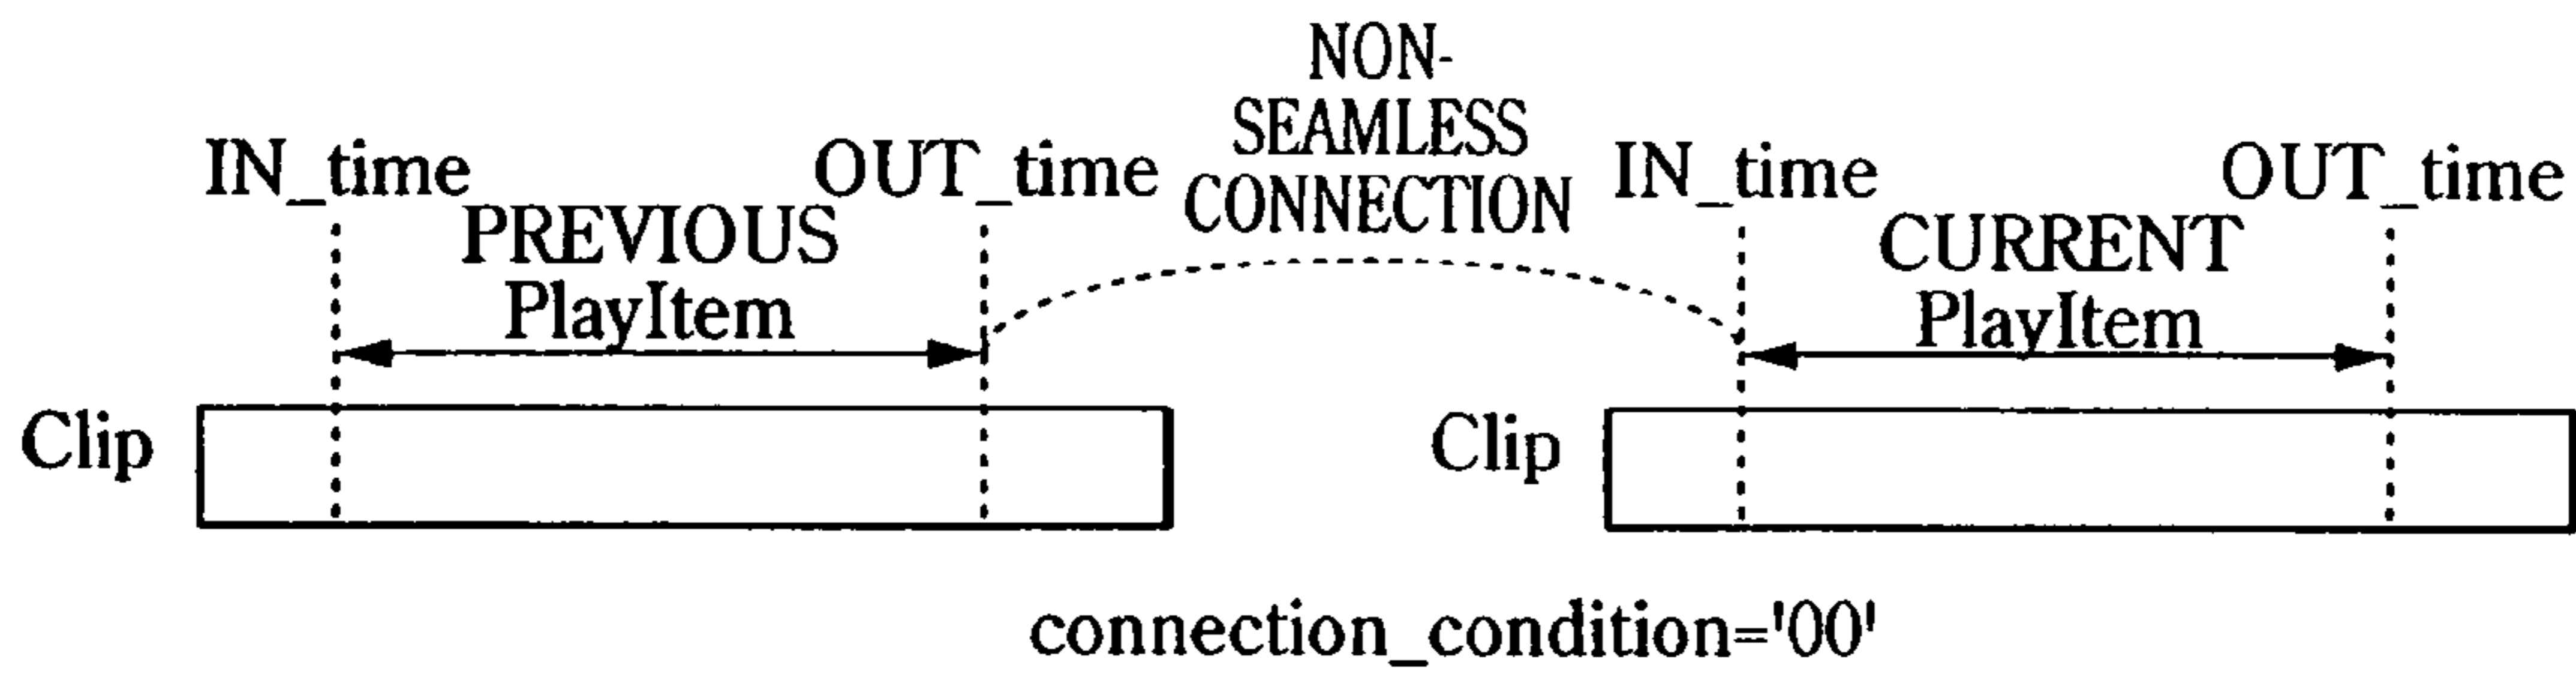 NON-
SEAMLESS
CONNECTION
IN_time
OUT_time
IN_time
OUT_time
PREVIOUS
PlayItem
CURRENT
PlayItem
Clip
Clip
connection_condition='00'